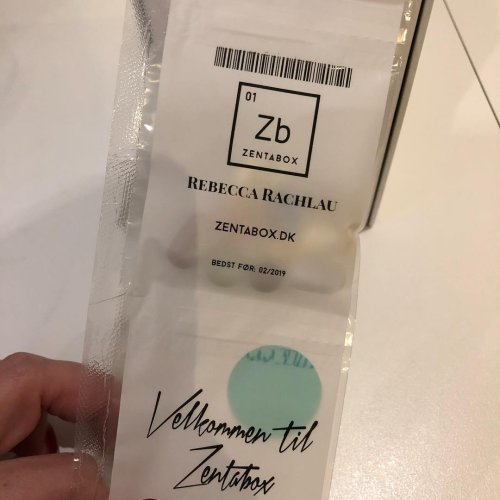 01
Zb
ZENTABOX
REBECCA RACHLAU
ZENTABOX.DK
BEDST FØR: 02/2019
Velkommen til
Zentabox